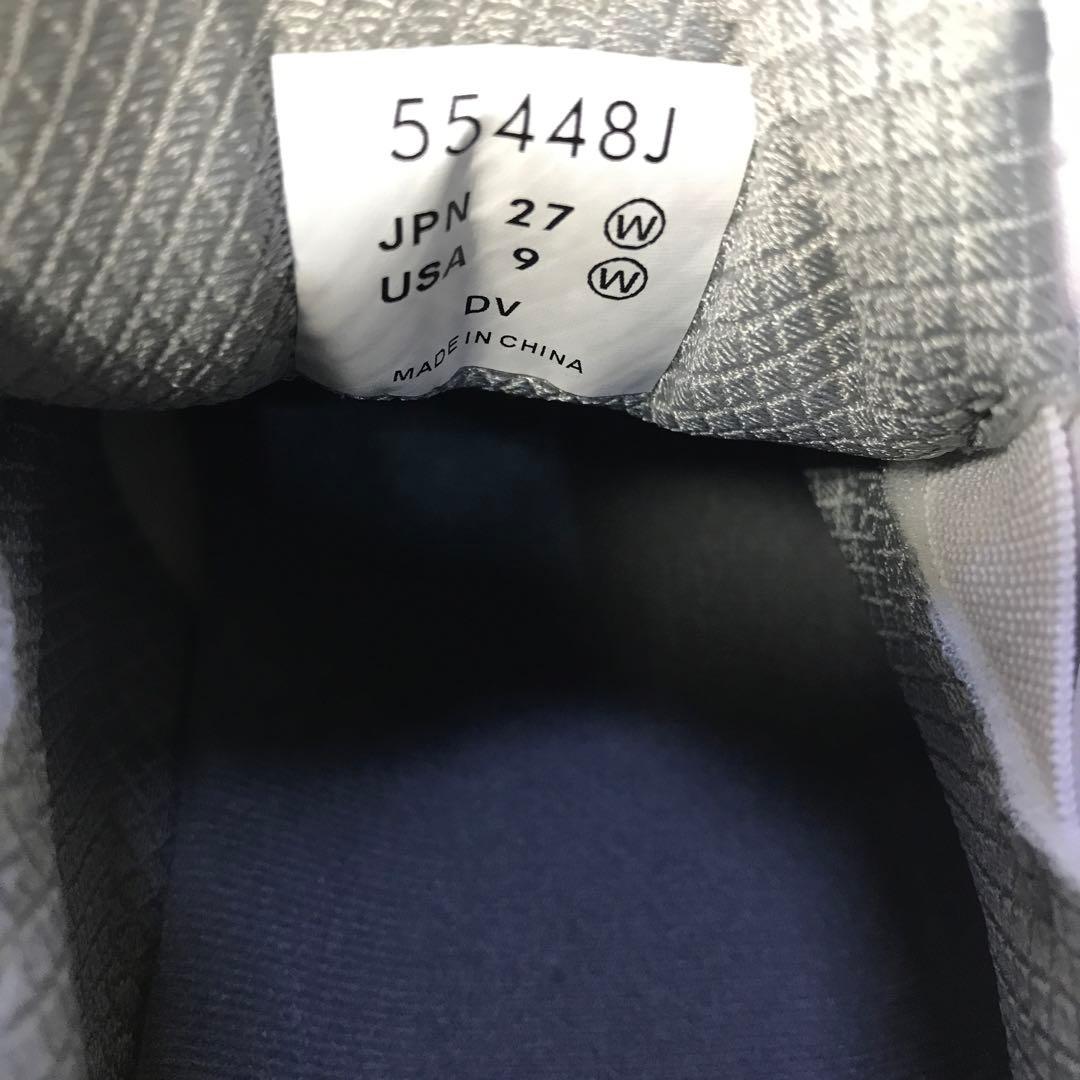 55448J
JPN 27 Ⓦ
USA 9 Ⓦ
DV
MADE IN CHINA